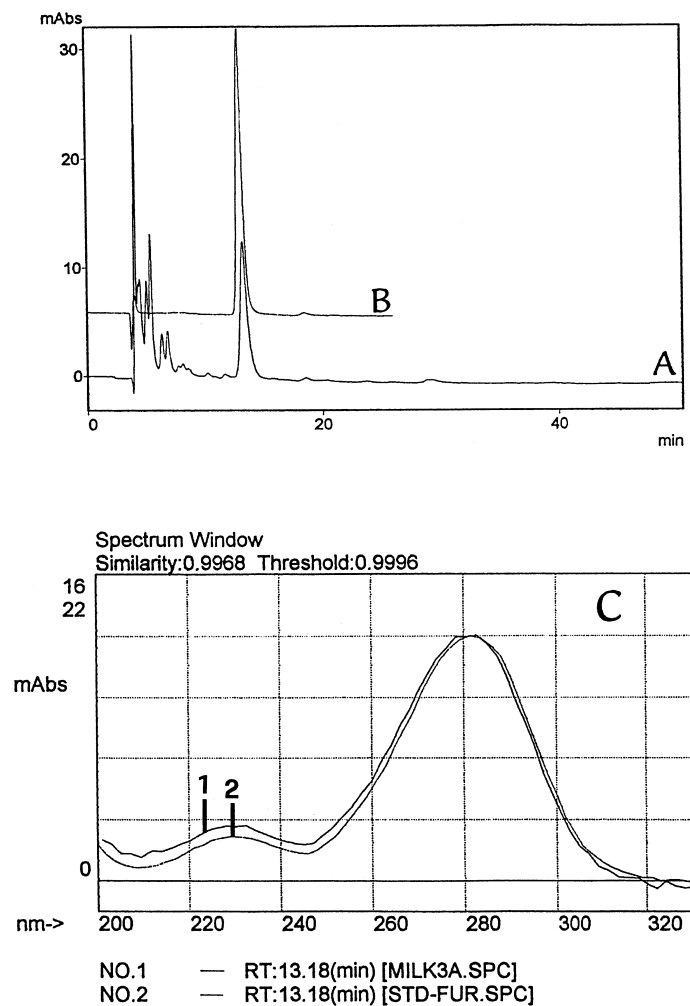 mAbs
30
20
10
0
B
A
0 20 40
min
Spectrum Window
Similarity:0.9968 Threshold:0.9996
16
22
C
mAbs
1 2
0
nm-> 200 220 240 260 280 300 320
NO.1 — RT:13.18(min) [MILK3A.SPC]
NO.2 — RT:13.18(min) [STD-FUR.SPC]